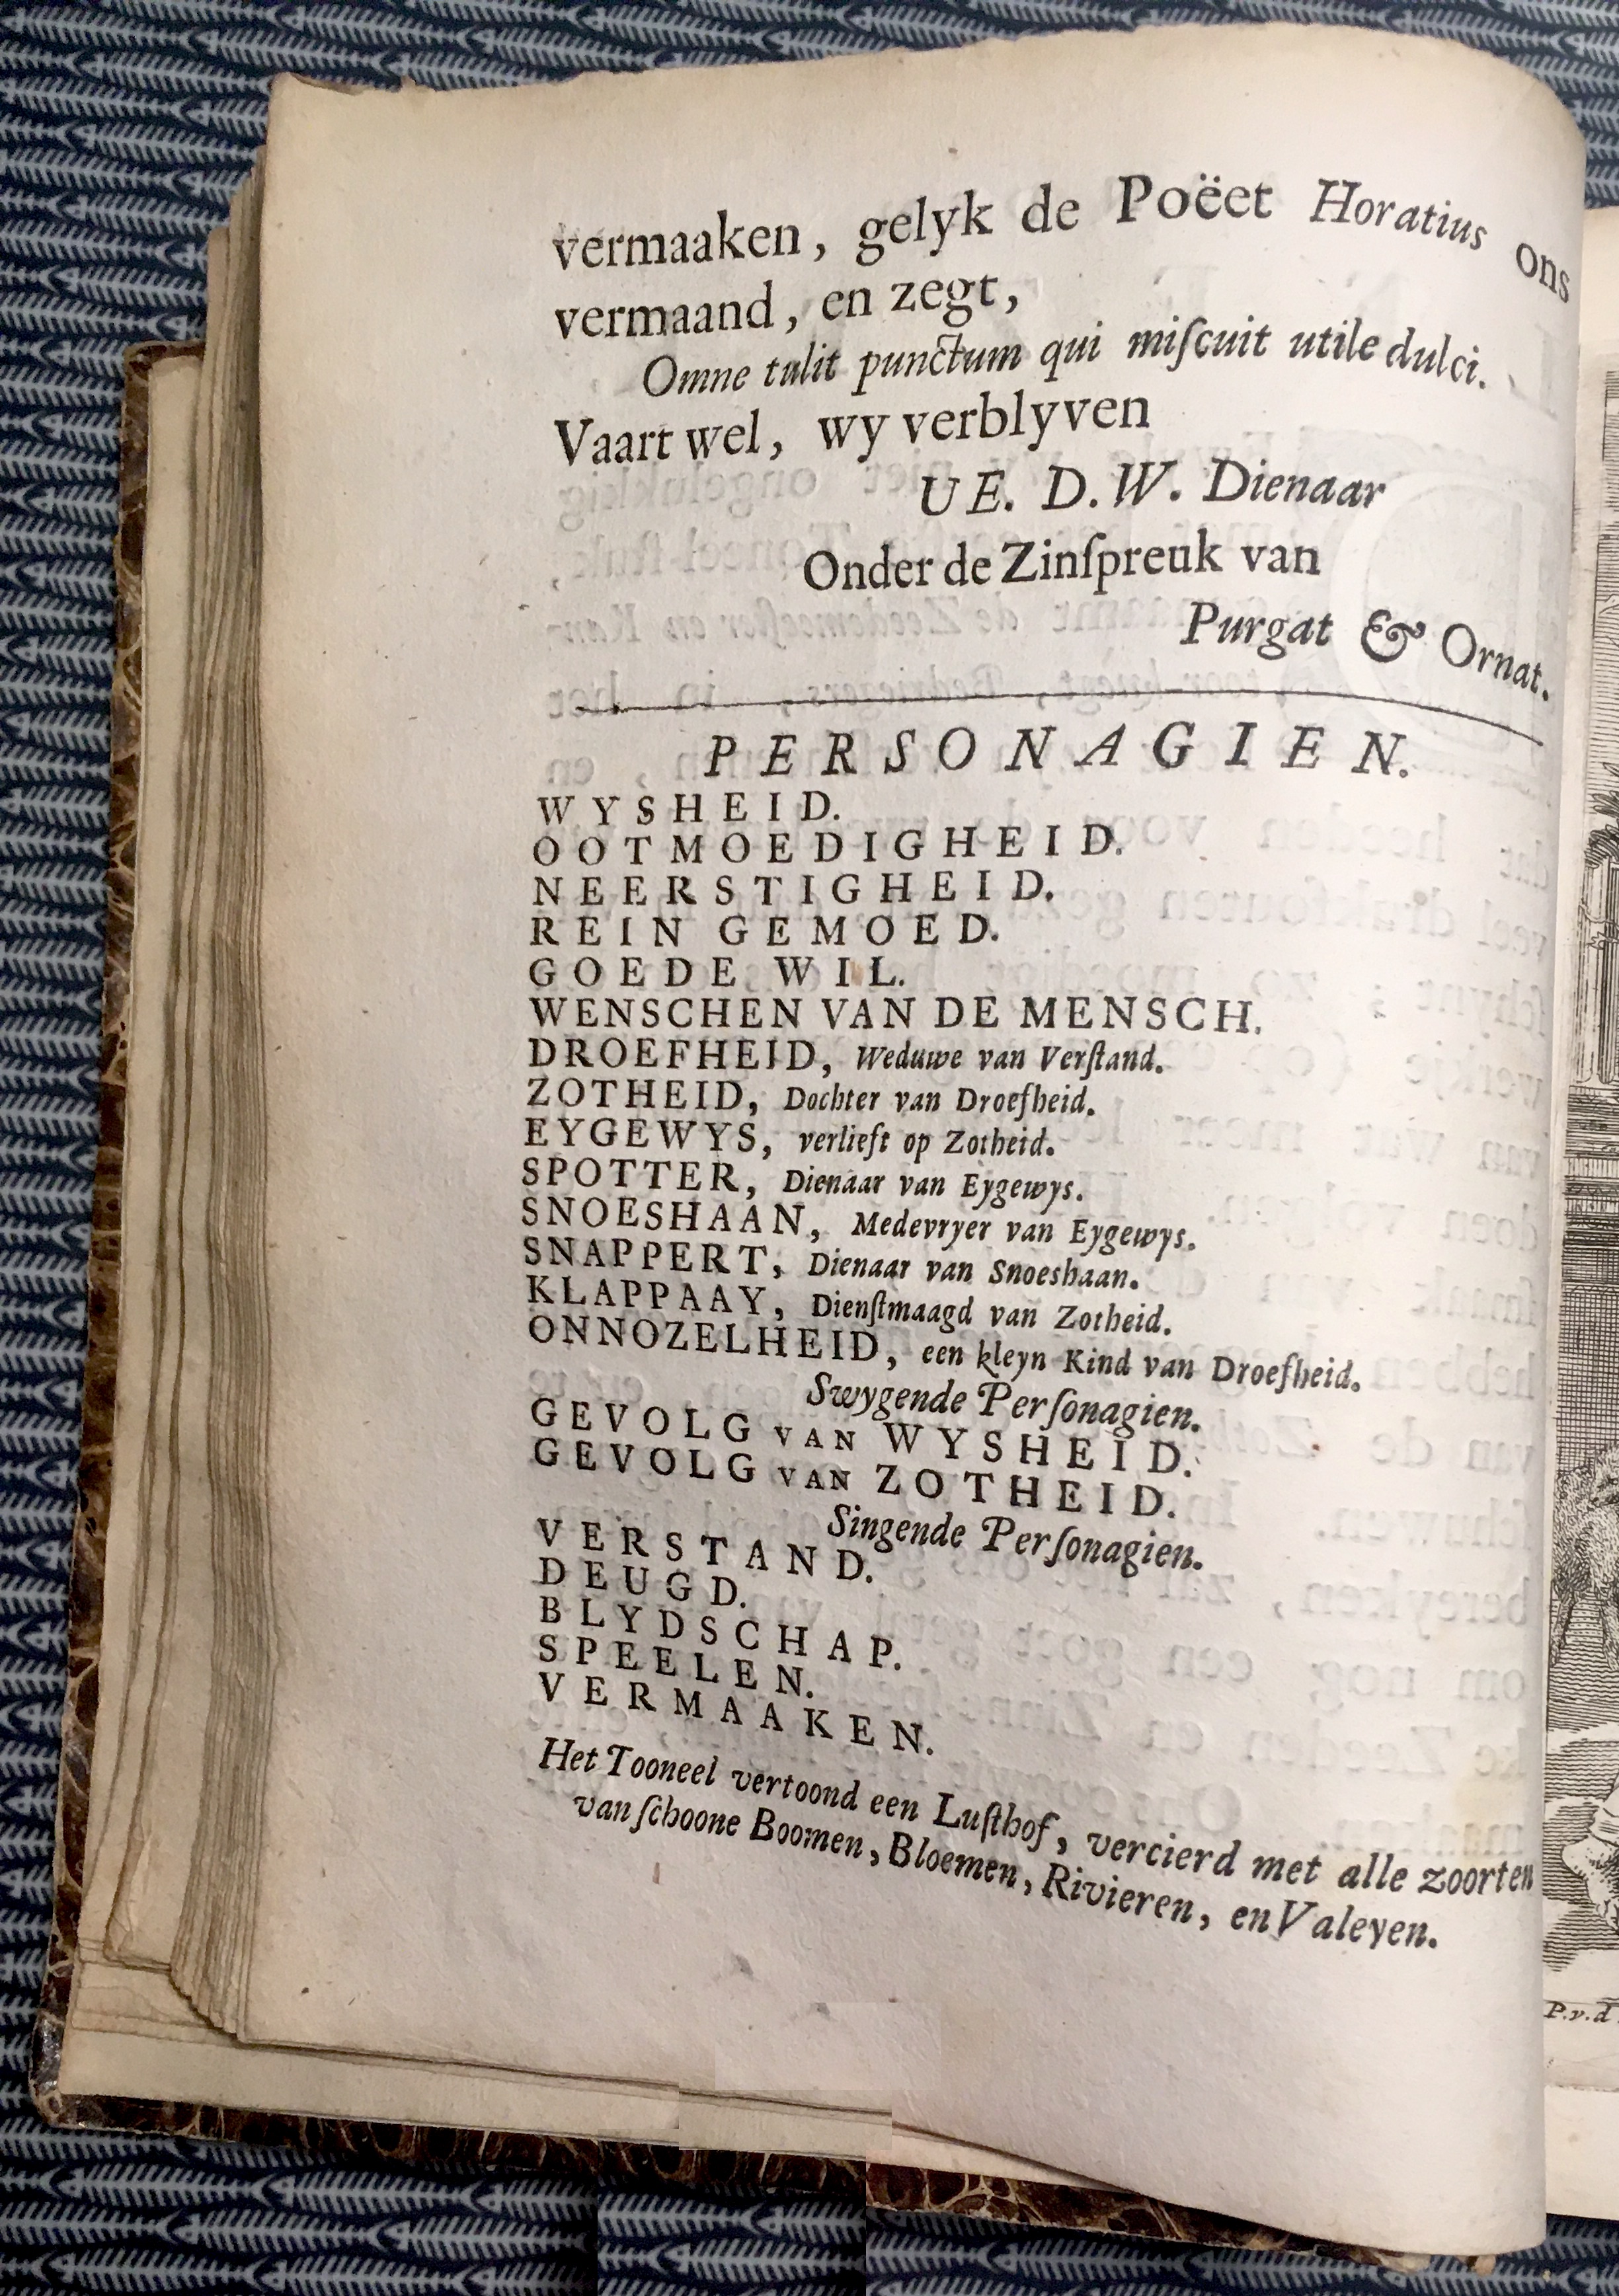 vermaaken, gelyk de Poëet Horatius ons
vermaand, en zegt,
Omne tulit punctum qui miſcuit utile dulci.
Vaart wel, wy verblyven
UE. D. W. Dienaar
Onder de Zinſpreuk van
Purgat & Ornat.
PERSONAGIEN.
WYSHEID.
OOTMOEDIGHEID.
NEERSTIGHEID.
REIN GEMOED.
GOEDE WIL.
WENSCHEN VAN DE MENSCH.
DROEFHEID, Weduwe van Verſtand.
ZOTHEID, Dochter van Droefheid.
EYGEWYS, verlieft op Zotheid.
SPOTTER, Dienaar van Eygewys.
SNOESHAAN, Medevryer van Eygewys.
SNAPPERT, Dienaar van Snoeshaan.
KLAPPAAY, Dienſtmaagd van Zotheid.
ONNOZELHEID, een kleyn Kind van Droefheid.
Swygende Perſonagien.
GEVOLG VAN WYSHEID.
GEVOLG VAN ZOTHEID.
Singende Perſonagien.
VERSTAND.
DEUGD.
BLYDSCHAP.
SPEELEN.
VERMAAKEN.
Het Tooneel vertoond een Luſthof, vercierd met alle zoorten
van ſchoone Boomen, Bloemen, Rivieren, en Valeyen.
P.v.d